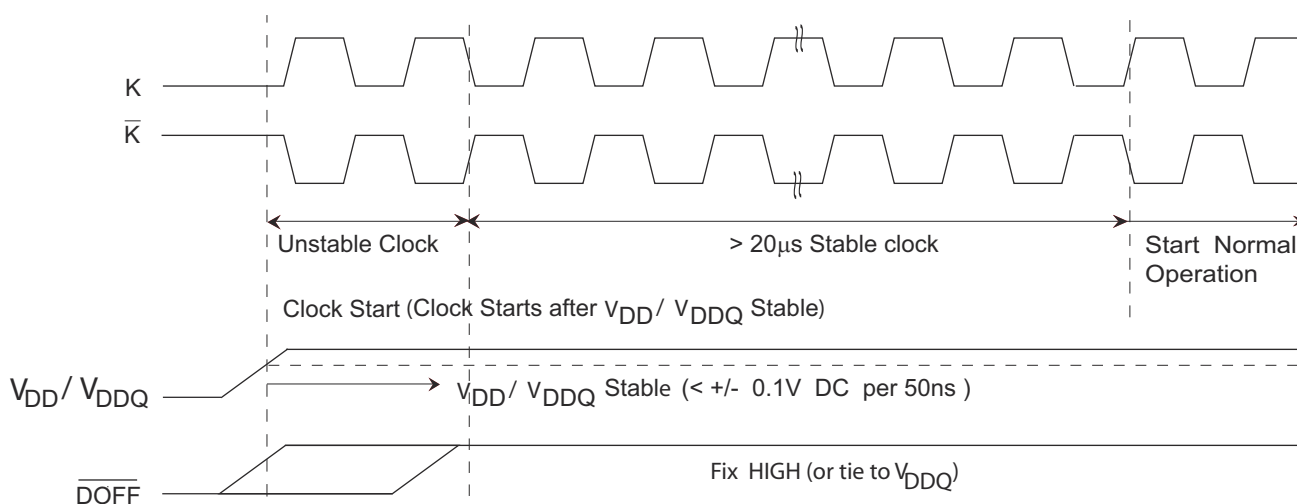 K
K̅
Unstable Clock
> 20μs Stable clock
Start Normal
Operation
Clock Start (Clock Starts after VDD/ VDDQ Stable)
VDD/ VDDQ
VDD/ VDDQ Stable (< +/- 0.1V DC per 50ns )
Fix HIGH (or tie to VDDQ)
D̅O̅F̅F̅